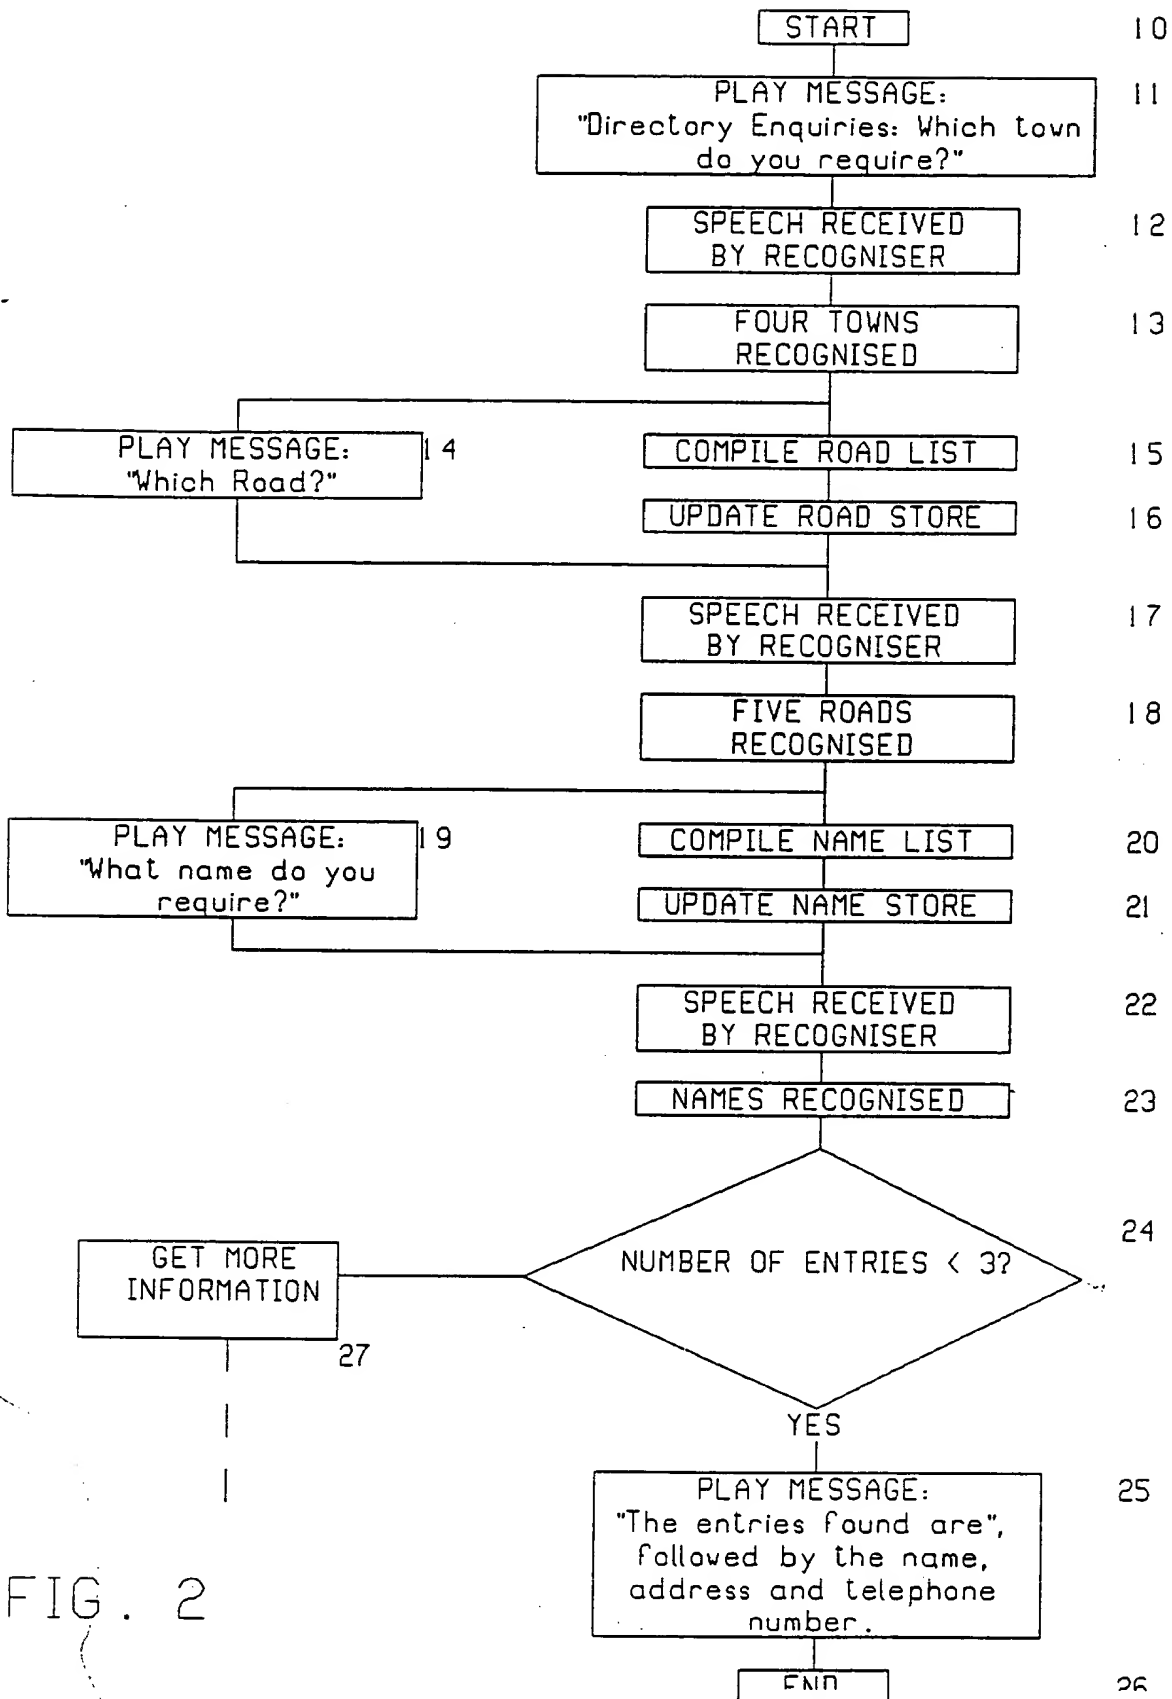 START 10
PLAY MESSAGE: 11
"Directory Enquiries: Which town
do you require?"
SPEECH RECEIVED 12
BY RECOGNISER
FOUR TOWNS 13
RECOGNISED
PLAY MESSAGE: 14
"Which Road?"
COMPILE ROAD LIST 15
UPDATE ROAD STORE 16
SPEECH RECEIVED 17
BY RECOGNISER
FIVE ROADS 18
RECOGNISED
PLAY MESSAGE: 19
"What name do you
require?"
COMPILE NAME LIST 20
UPDATE NAME STORE 21
SPEECH RECEIVED 22
BY RECOGNISER
NAMES RECOGNISED 23
NUMBER OF ENTRIES < 3? 24
GET MORE
INFORMATION
27
YES
PLAY MESSAGE: 25
"The entries found are",
followed by the name,
address and telephone
number.
END 26
FIG. 2